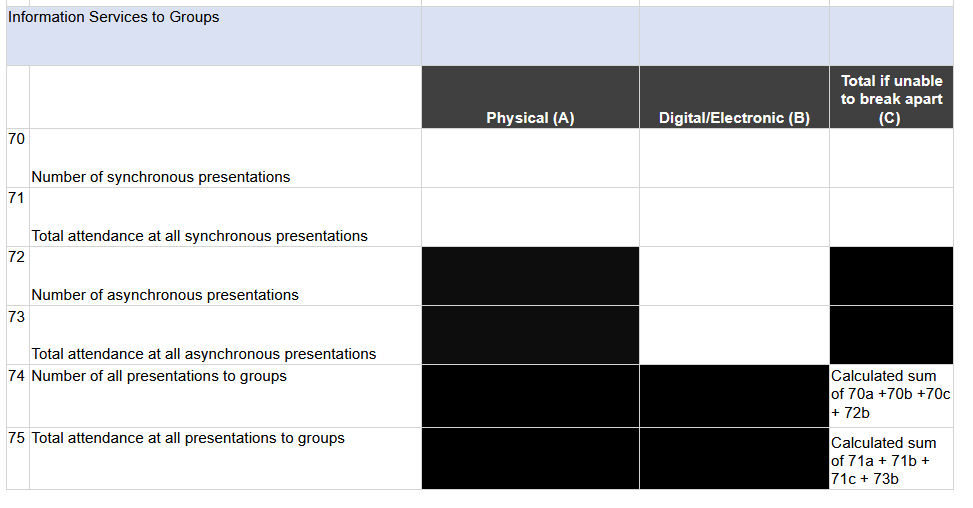 Information Services to Groups
Total if unable
to break apart
Physical (A) Digital/Electronic (B) (C)
70
Number of synchronous presentations
71
Total attendance at all synchronous presentations
72
Number of asynchronous presentations
73
Total attendance at all asynchronous presentations
74 Number of all presentations to groups Calculated sum
of 70a +70b +70c
+ 72b
75 Total attendance at all presentations to groups Calculated sum
of 71a + 71b +
71c + 73b